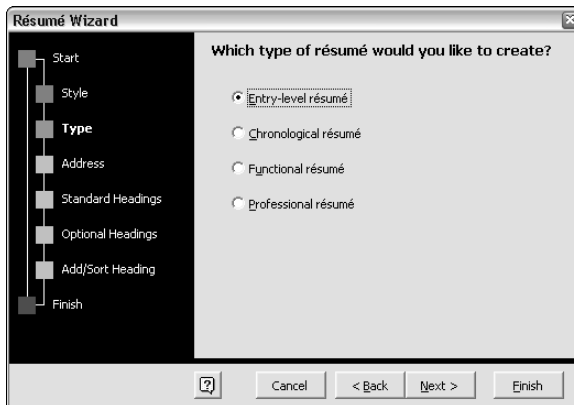 Résumé Wizard
Start
Style
Type
Address
Standard Headings
Optional Headings
Add/Sort Heading
Finish
Which type of résumé would you like to create?
Entry-level résumé
Chronological résumé
Functional résumé
Professional résumé
?
Cancel
< Back
Next >
Finish